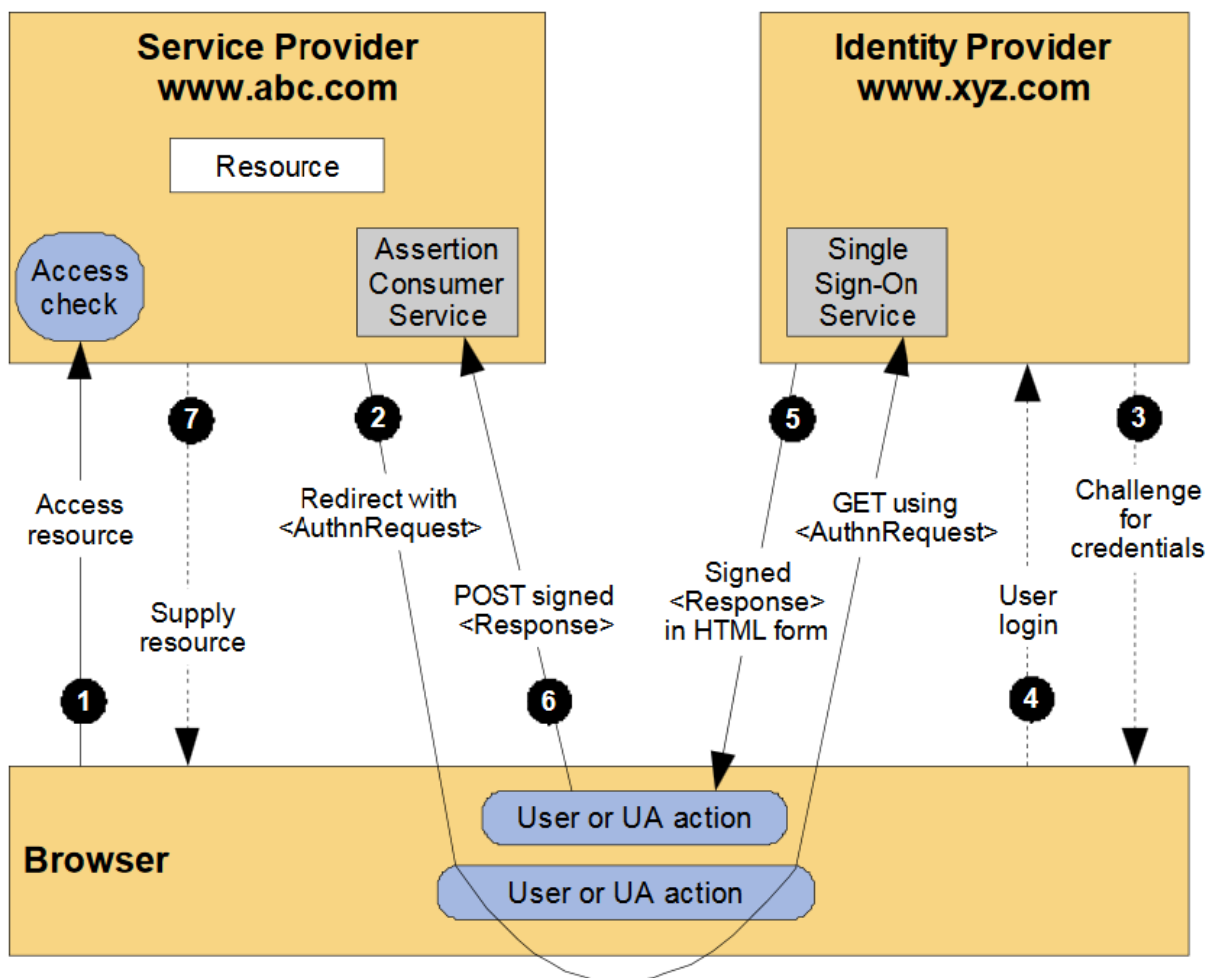 Service Provider
www.abc.com
Resource
Access
check
Assertion
Consumer
Service
Identity Provider
www.xyz.com
Single
Sign-On
Service
7
2
5
3
Access
resource
Redirect with
<AuthnRequest>
GET using
<AuthnRequest>
Challenge
for
credentials
Supply
resource
POST signed
<Response>
Signed
<Response>
in HTML form
User
login
1
6
4
Browser
User or UA action
User or UA action